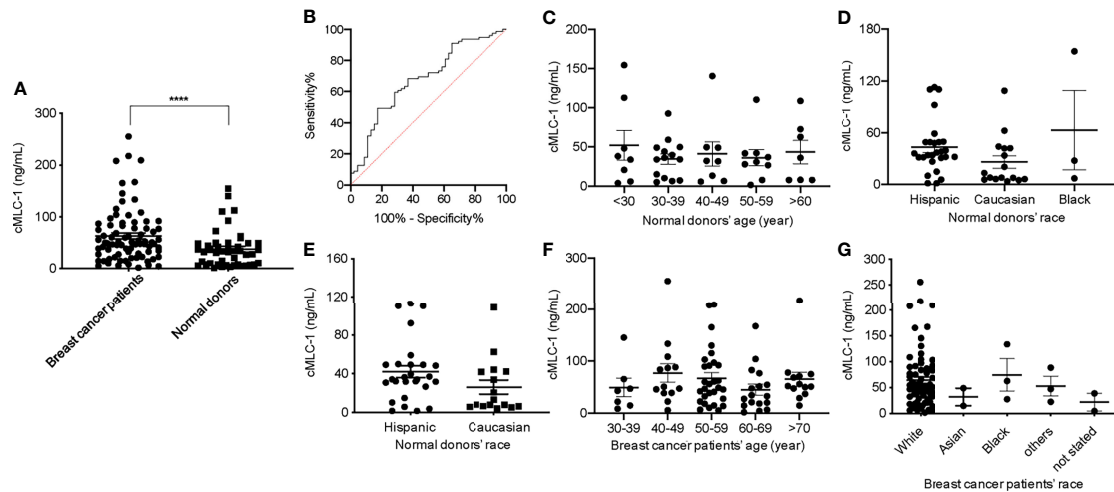 A
cMLC-1 (ng/mL)
300
200
100
0
****
Breast cancer patients
Normal donors
B
Sensitivity%
100
80
60
40
20
0
0 20 40 60 80 100
100% - Specificity%
C
cMLC-1 (ng/mL)
200
150
100
50
0
<30 30-39 40-49 50-59 >60
Normal donors' age (year)
D
cMLC-1 (ng/mL)
180
120
60
0
Hispanic Caucasian Black
Normal donors' race
E
cMLC-1 (ng/mL)
160
120
80
40
0
Hispanic Caucasian
Normal donors' race
F
cMLC-1 (ng/mL)
300
200
100
0
30-39 40-49 50-59 60-69 >70
Breast cancer patients' age (year)
G
cMLC-1 (ng/mL)
300
250
200
150
100
50
0
White Asian Black others not stated
Breast cancer patients' race